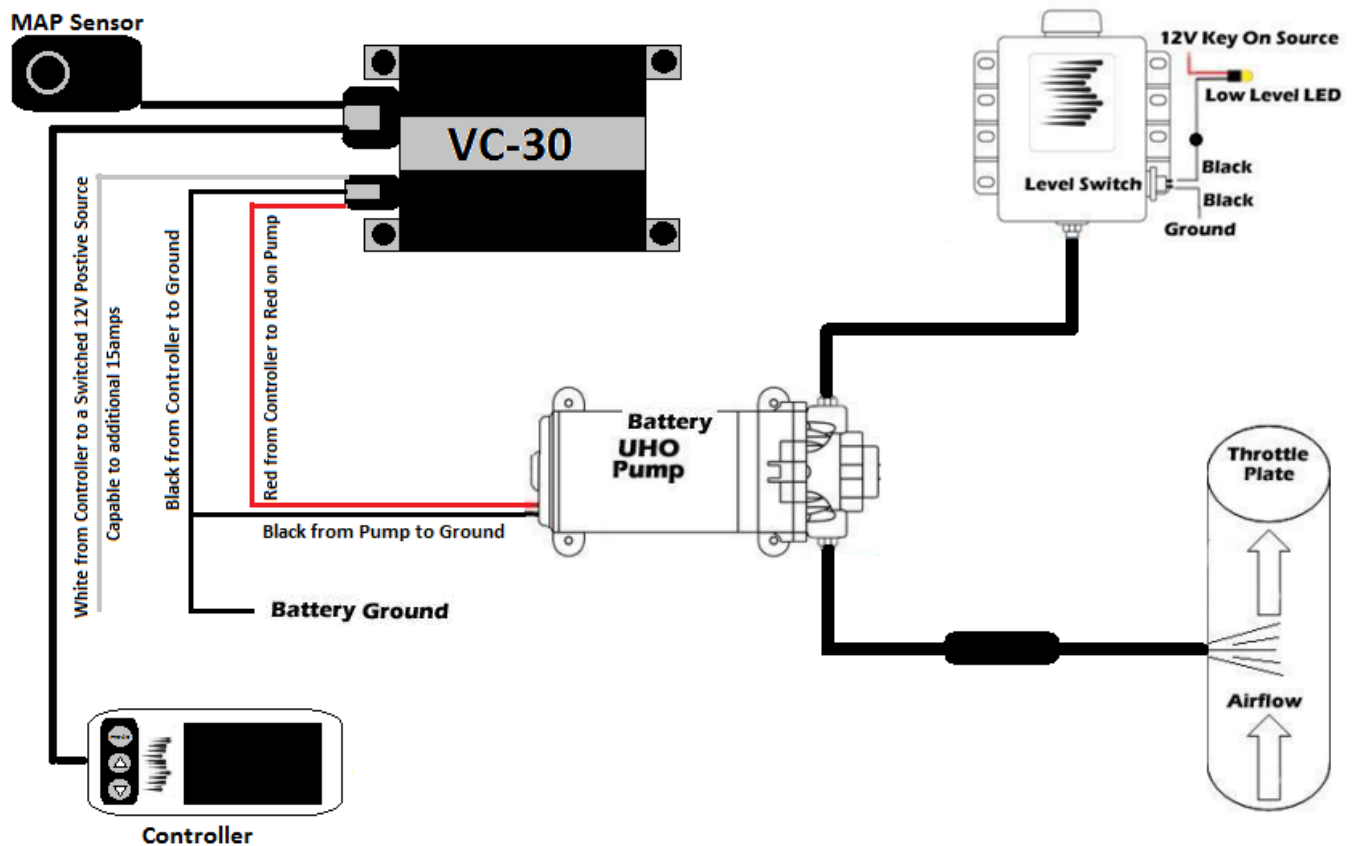 MAP Sensor
VC-30
12V Key On Source
Low Level LED
Black
Level Switch
Black
Ground
White from Controller to a Switched 12V Postive Source
Capable to additional 15amps
Black from Controller to Ground
Red from Controller to Red on Pump
Battery
UHO
Pump
Black from Pump to Ground
Battery Ground
Throttle
Plate
Airflow
Controller